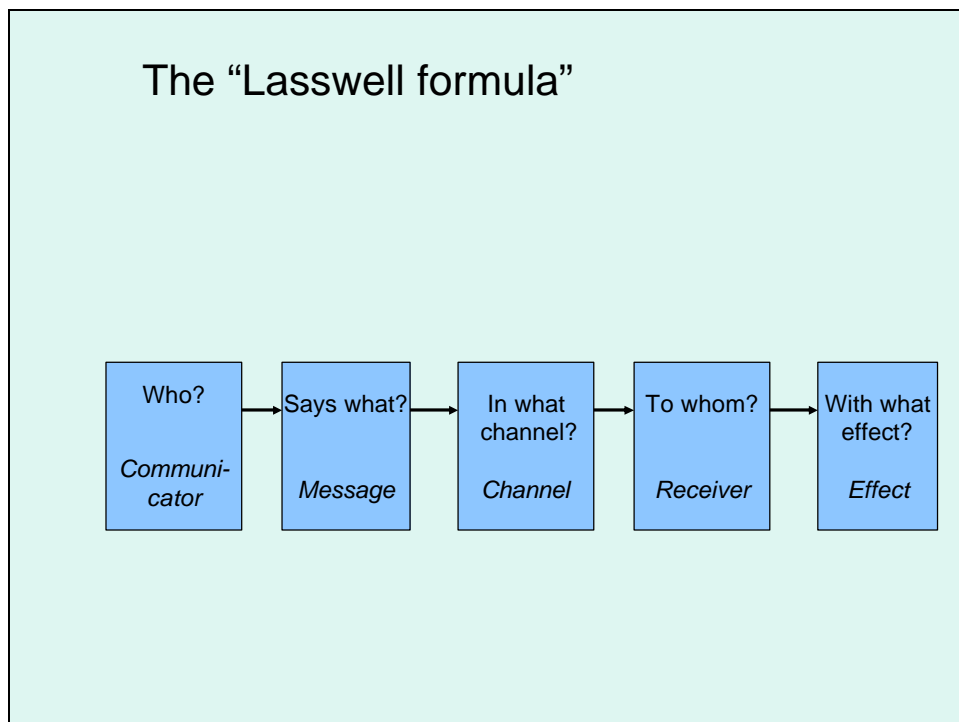 The “Lasswell formula”
Who?
Communi-
cator
Says what?
Message
In what
channel?
Channel
To whom?
Receiver
With what
effect?
Effect